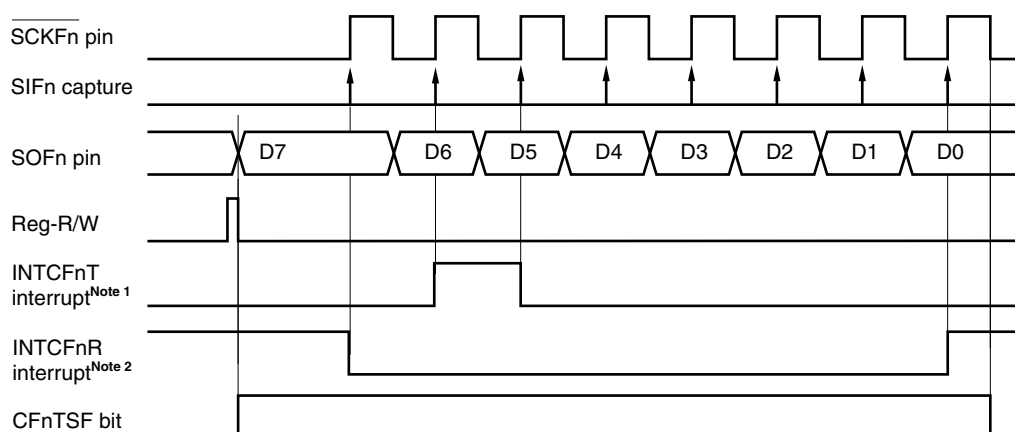 SCKFn pin
SIFn capture
SOFn pin
D7 D6 D5 D4 D3 D2 D1 D0
Reg-R/W
INTCFnT
interruptNote 1
INTCFnR
interruptNote 2
CFnTSF bit